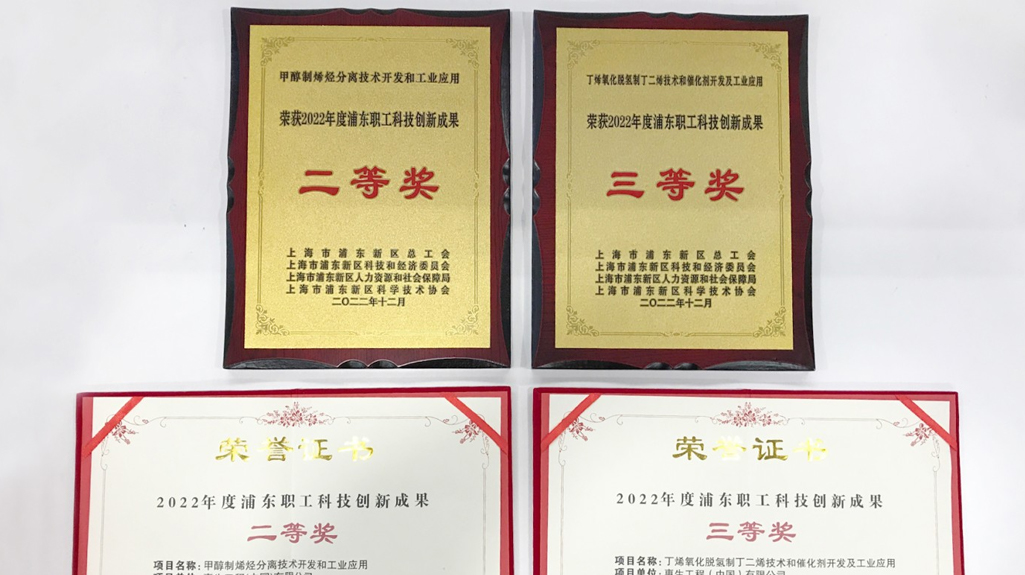 甲醇制烯烃分离技术开发和工业应用
荣获2022年度浦东职工科技创新成果
二等奖
上海市浦东新区总工会
上海市浦东新区科技和经济委员会
上海市浦东新区人力资源和社会保障局
上海市浦东新区科学技术协会
二〇二二年十二月
丁烯氧化脱氢制丁二烯技术和催化剂开发及工业应用
荣获2022年度浦东职工科技创新成果
三等奖
上海市浦东新区总工会
上海市浦东新区科技和经济委员会
上海市浦东新区人力资源和社会保障局
上海市浦东新区科学技术协会
二〇二二年十二月
荣誉证书
2022年度浦东职工科技创新成果
二等奖
项目名称：甲醇制烯烃分离技术开发和工业应用
荣誉证书
2022年度浦东职工科技创新成果
三等奖
项目名称：丁烯氧化脱氢制丁二烯技术和催化剂开发及工业应用
项目单位：惠生工程（中国）有限公司